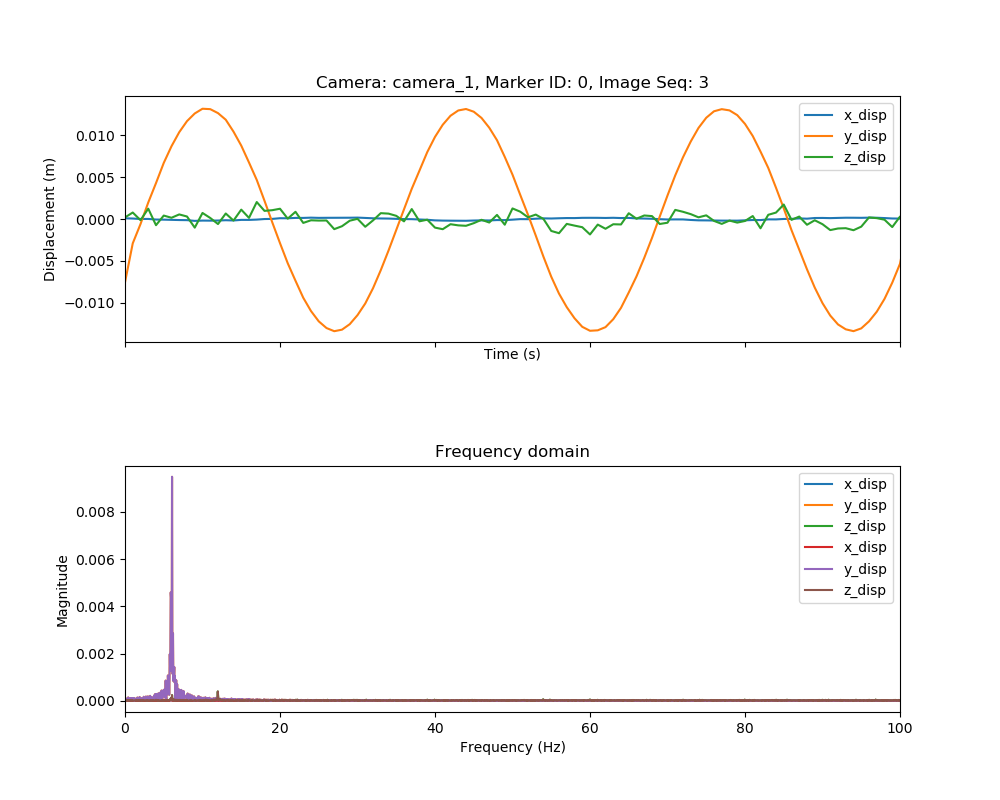 Camera: camera_1, Marker ID: 0, Image Seq: 3
Displacement (m)
0.010
0.005
0.000
−0.005
−0.010
x_disp
y_disp
z_disp
Time (s)
Frequency domain
Magnitude
0.008
0.006
0.004
0.002
0.000
x_disp
y_disp
z_disp
x_disp
y_disp
z_disp
0 20 40 60 80 100
Frequency (Hz)